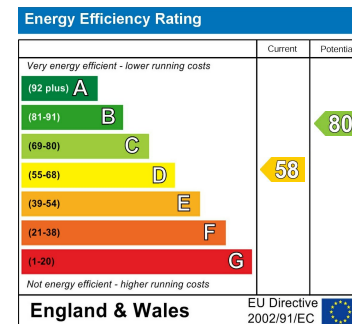 Energy Efficiency Rating
Current Potentia
Very energy efficient - lower running costs
(92 plus) A
(81-91) B
80
(69-80) C
(55-68) D
58
(39-54) E
(21-38) F
(1-20) G
Not energy efficient - higher running costs
England & Wales
EU Directive
2002/91/EC